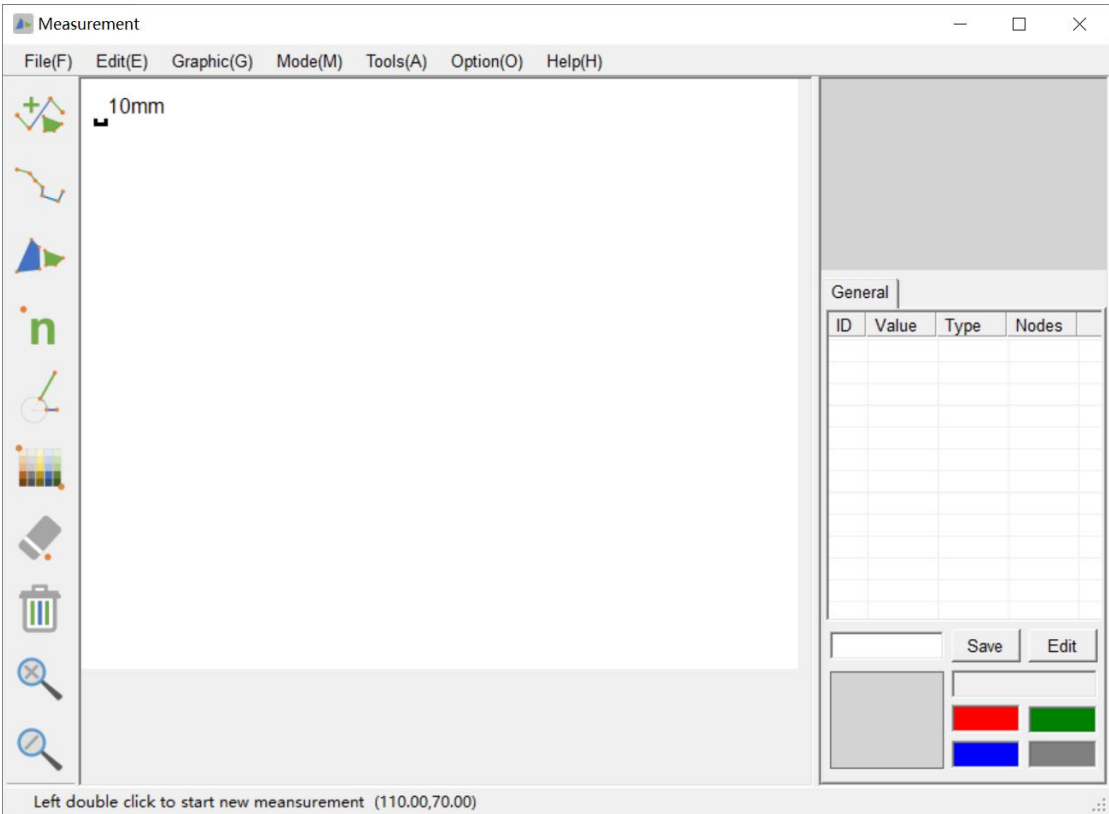 Measurement
File(F) Edit(E) Graphic(G) Mode(M) Tools(A) Option(O) Help(H)
10mm
n
General
ID Value Type Nodes
Save Edit
Left double click to start new meansurement (110.00,70.00)